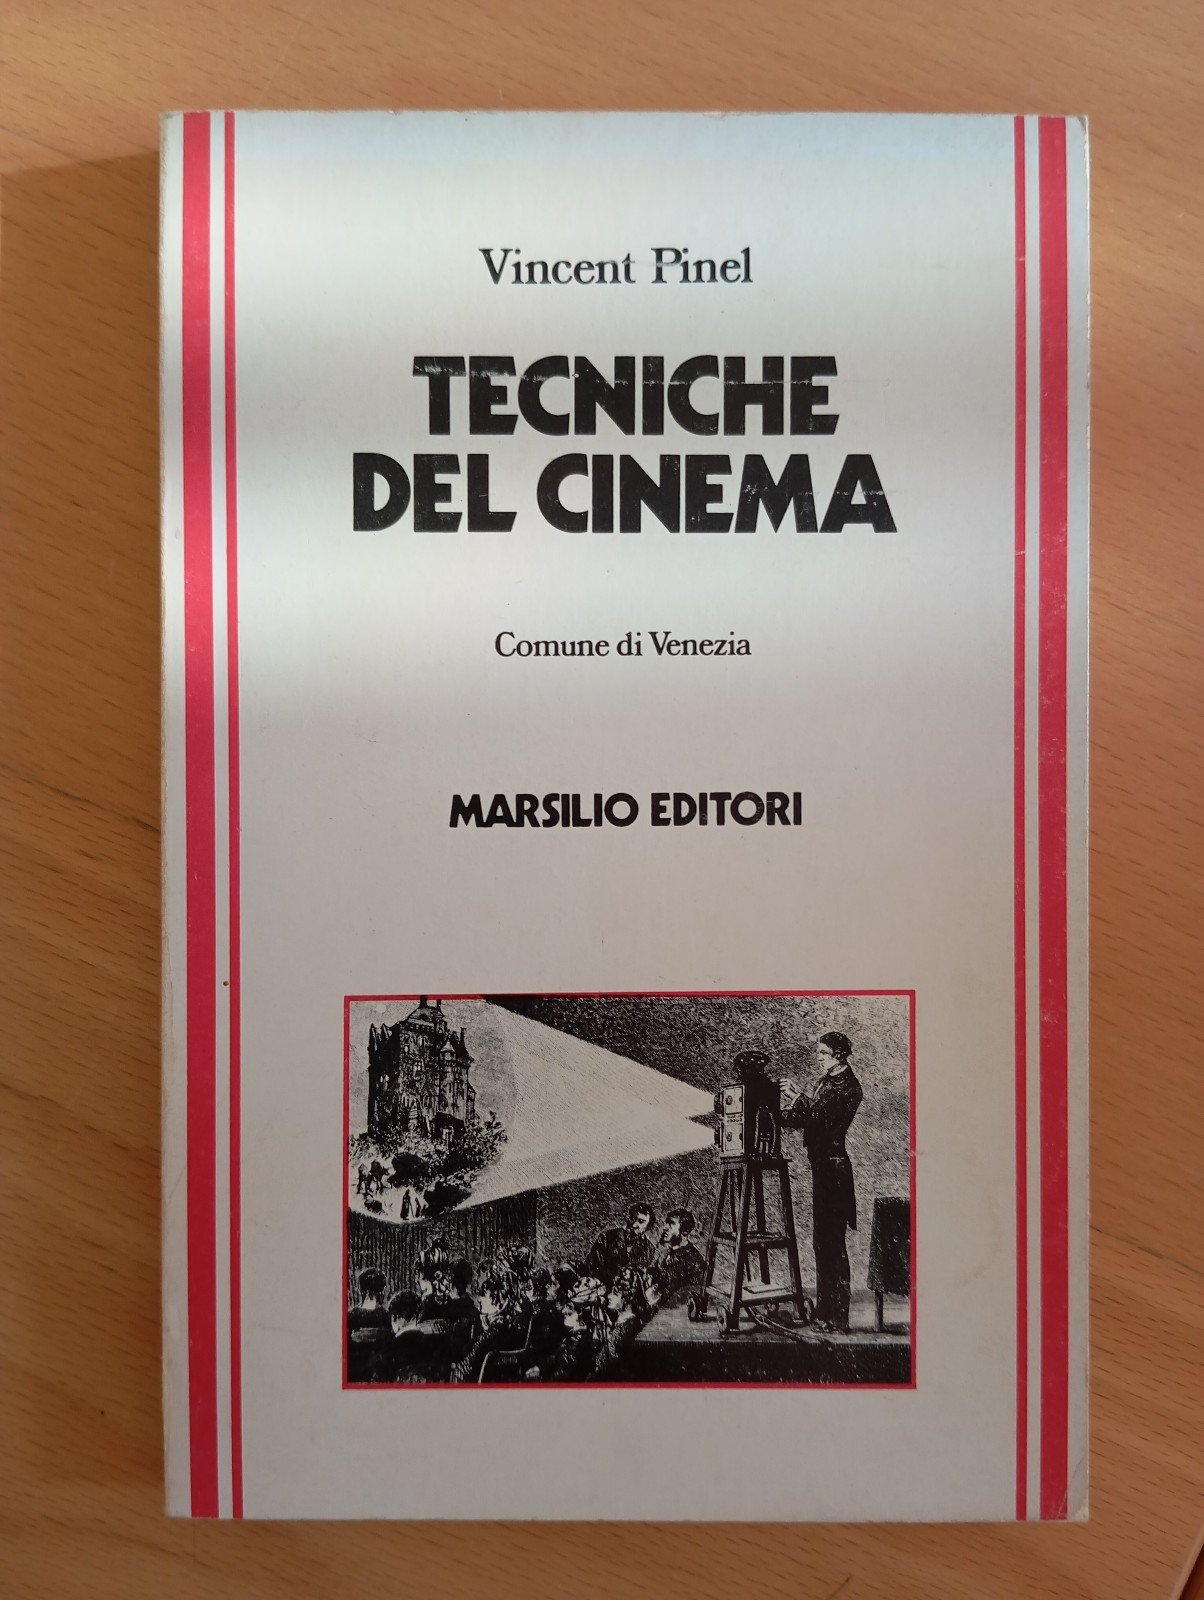 Vincent Pinel
TECNICHE
DEL CINEMA
Comune di Venezia
MARSILIO EDITORI